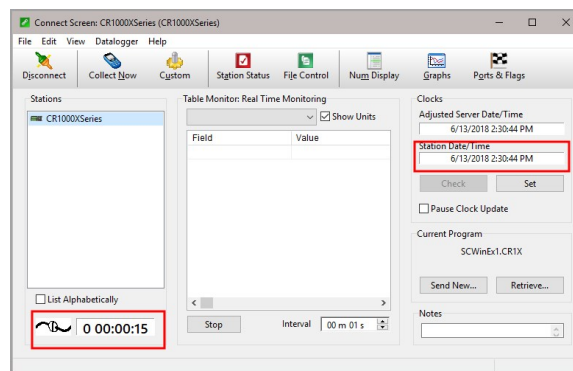 Connect Screen: CR1000XSeries (CR1000XSeries)
File Edit View Datalogger Help
Disconnect Collect Now Custom Station Status File Control Num Display Graphs Ports & Flags
Stations
CR1000XSeries
List Alphabetically
0 00:00:15
Table Monitor: Real Time Monitoring
Show Units
Field Value
Stop Interval 00 m 01 s
Clocks
Adjusted Server Date/Time
6/13/2018 2:30:44 PM
Station Date/Time
6/13/2018 2:30:44 PM
Check Set
Pause Clock Update
Current Program
SCWinEx1.CR1X
Send New... Retrieve...
Notes